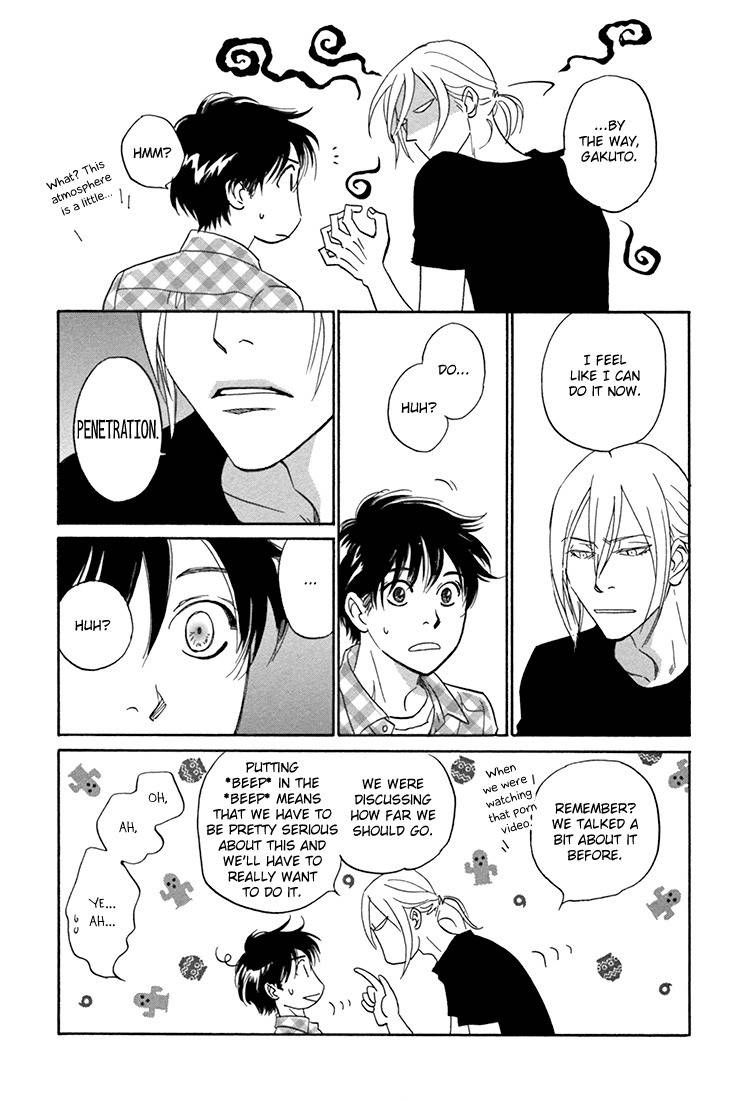 ...BY
THE WAY,
GAKUTO.
HMM?
What? This
atmosphere
is a little...
I FEEL
LIKE I CAN
DO IT NOW.
DO...
HUH?
PENETRATION.
...
HUH?
REMEMBER?
WE TALKED A
BIT ABOUT IT
BEFORE.
When
we were
watching
that porn
video.
WE WERE
DISCUSSING
HOW FAR WE
SHOULD GO.
PUTTING
*BEEP* IN THE
*BEEP* MEANS
THAT WE HAVE TO
BE PRETTY SERIOUS
ABOUT THIS AND
WE'LL HAVE TO
REALLY WANT
TO DO IT.
OH,
AH,
YE...
AH...